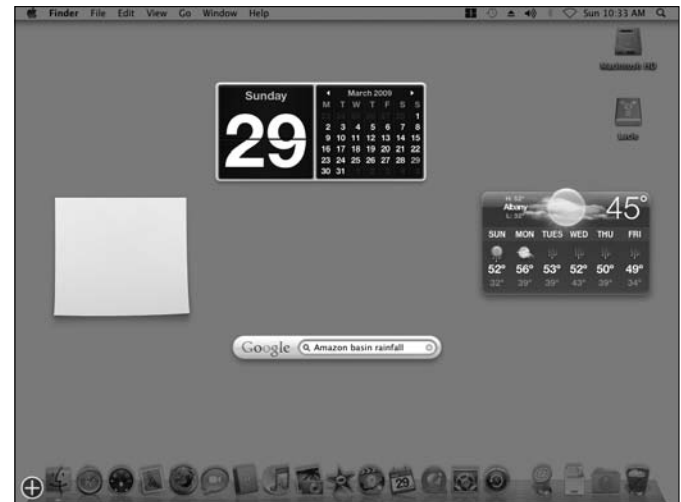 Finder File Edit View Go Window Help Sun 10:33 AM
Macintosh HD
Sunday
29
March 2009
M T W T F S S
1
2 3 4 5 6 7 8
9 10 11 12 13 14 15
16 17 18 19 20 21 22
23 24 25 26 27 28 29
30 31
H: 52°
Albany
L: 32°
45°
SUN MON TUES WED THU FRI
52° 56° 53° 52° 50° 49°
32° 39° 39° 43° 39° 34°
Google Amazon basin rainfall
29